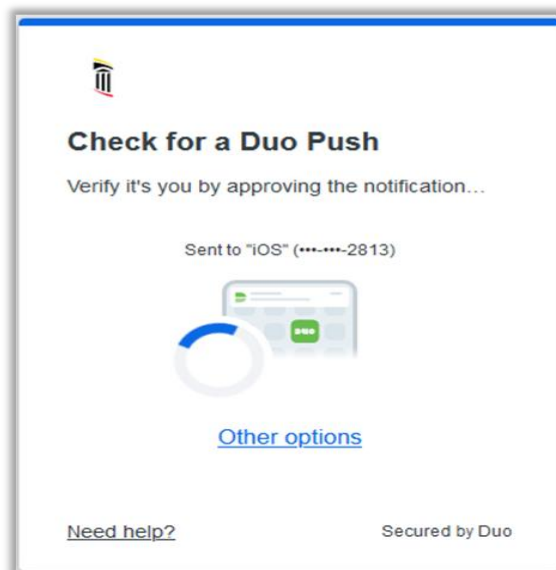 Check for a Duo Push
Verify it's you by approving the notification...
Sent to "iOS" (•••-•••-2813)
DUO
Other options
Need help?
Secured by Duo